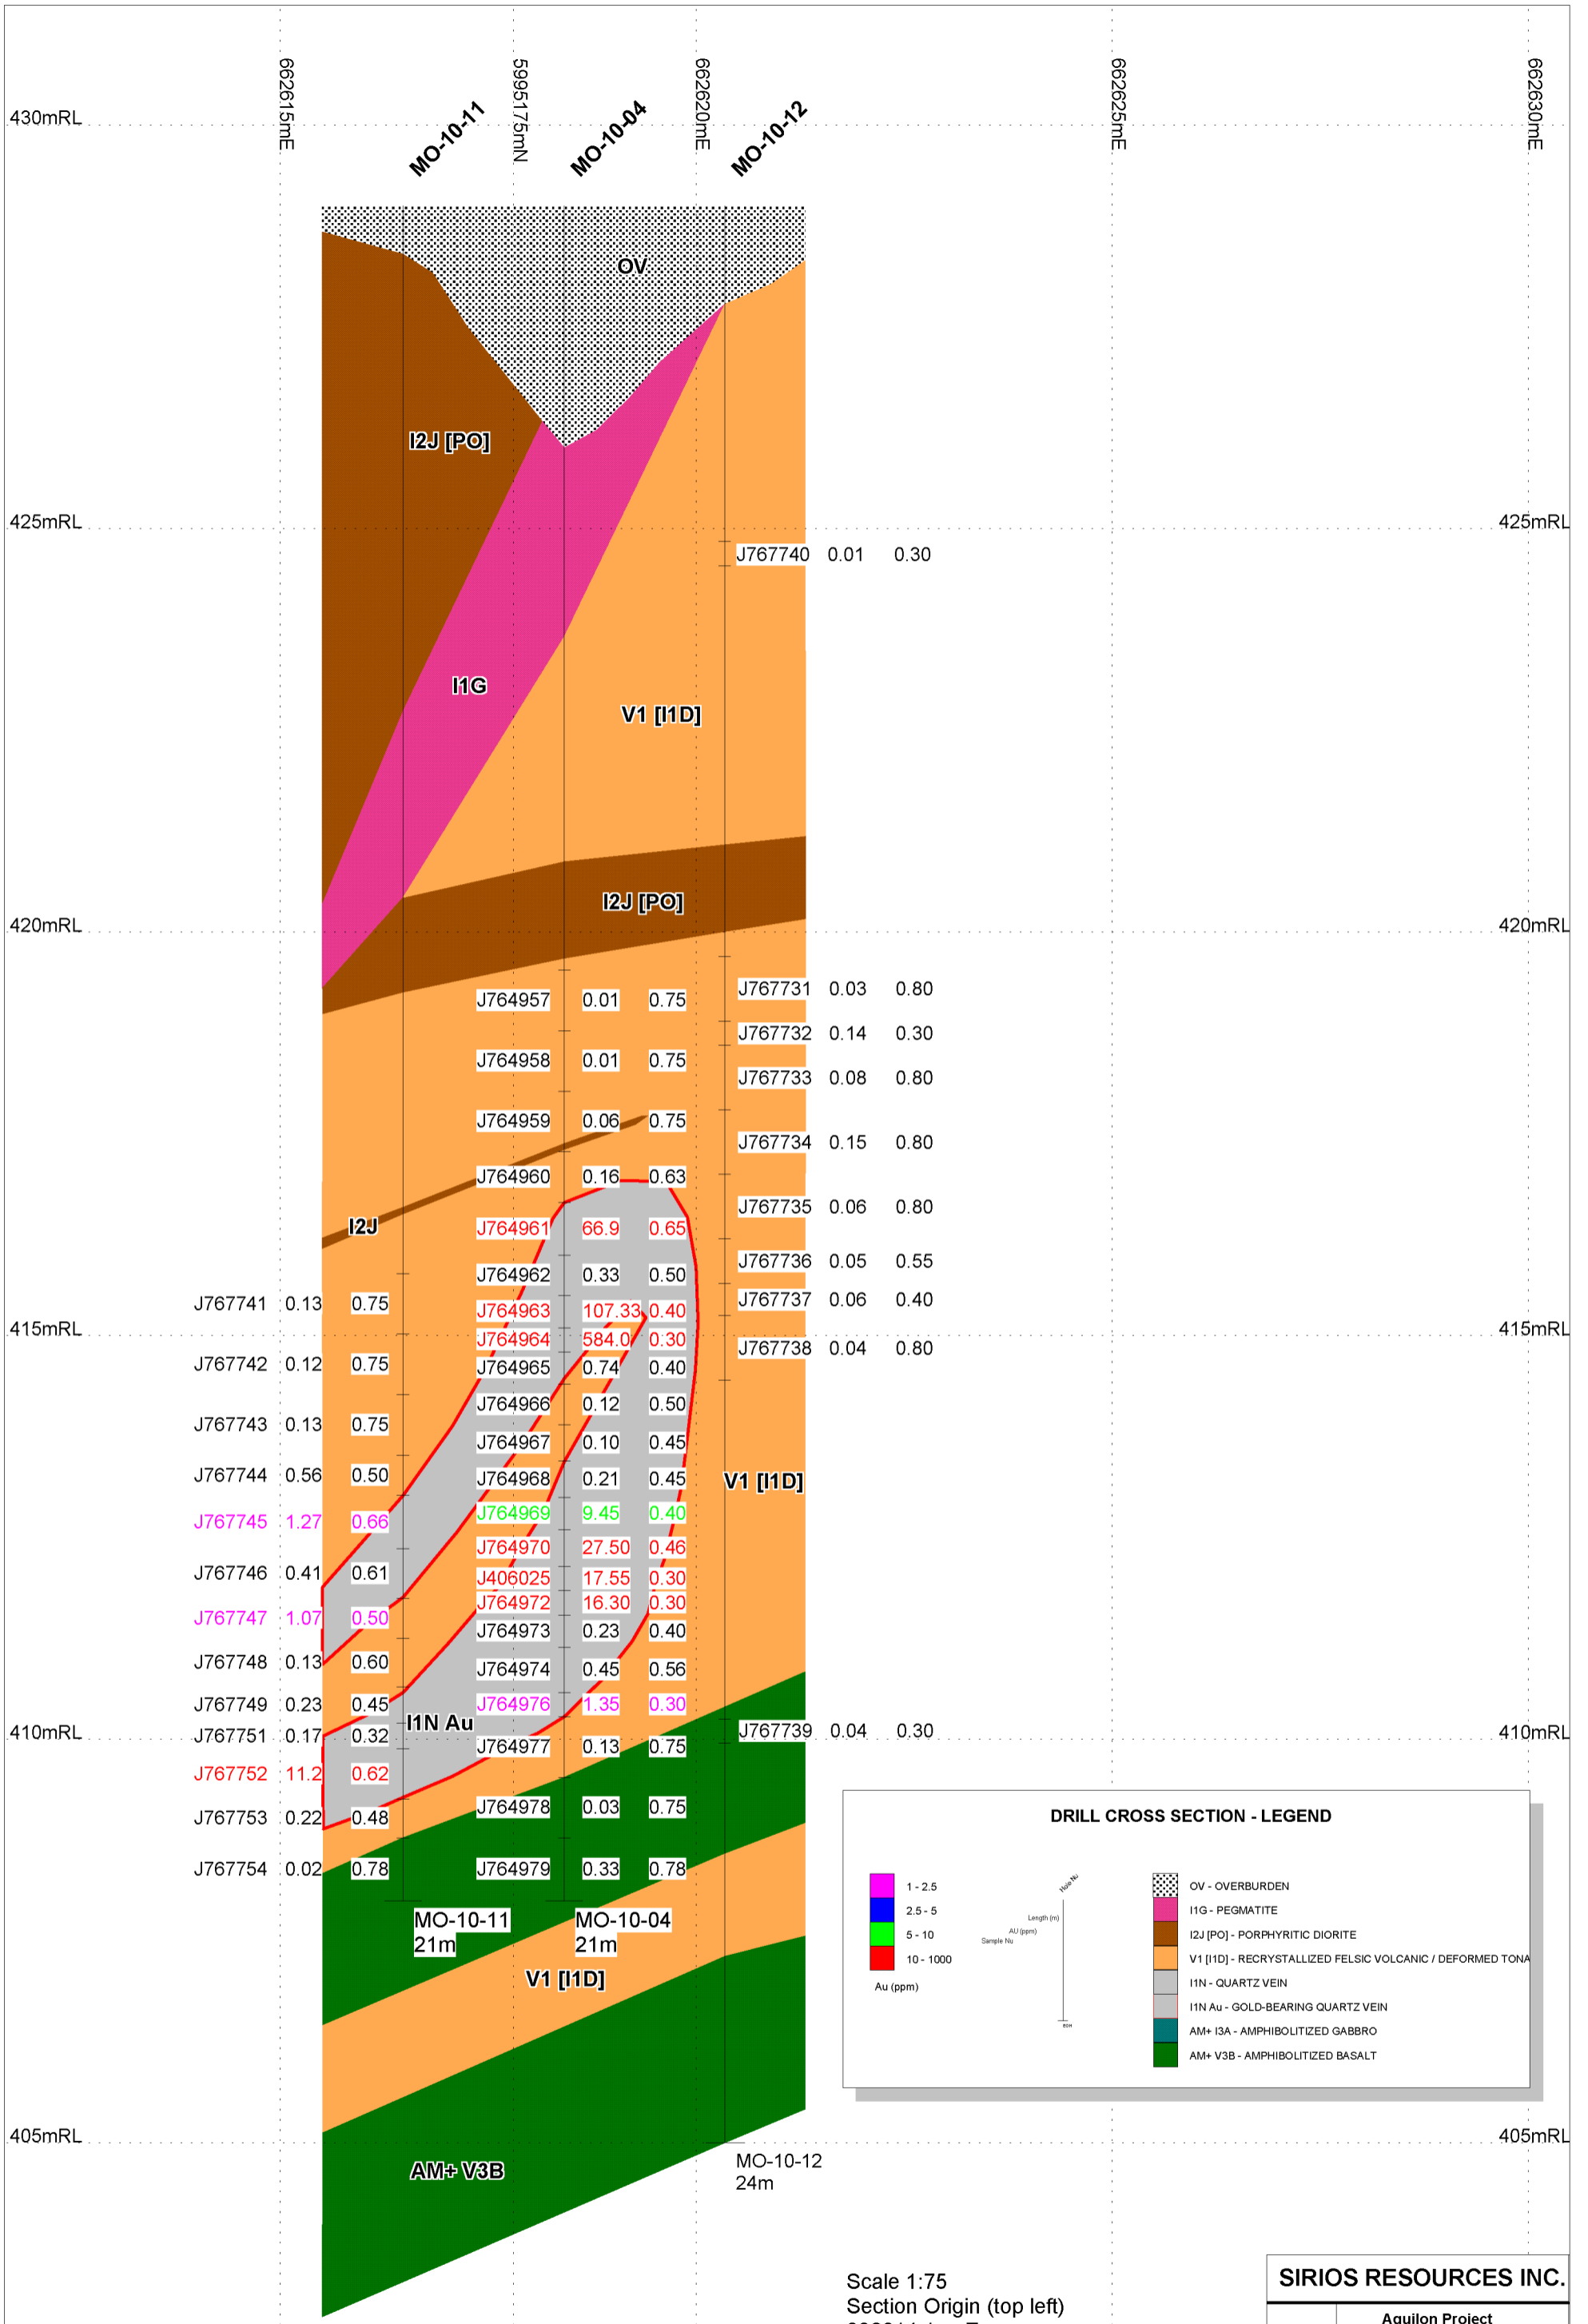 662615mE
5995175mN
662620mE
662625mE
662630mE
MO-10-11
MO-10-04
MO-10-12
430mRL
OV
I2J [PO]
425mRL
425mRL
J767740 0.01 0.30
I1G
V1 [I1D]
I2J [PO]
420mRL
420mRL
J764957 0.01 0.75
J764958 0.01 0.75
J764959 0.06 0.75
J764960 0.16 0.63
J764961 66.9 0.65
J764962 0.33 0.50
J764963 107.33 0.40
J764964 584.0 0.30
J764965 0.74 0.40
J764966 0.12 0.50
J764967 0.10 0.45
J764968 0.21 0.45
J764969 9.45 0.40
J764970 27.50 0.46
J406025 17.55 0.30
J764972 16.30 0.30
J764973 0.23 0.40
J764974 0.45 0.56
J764976 1.35 0.30
J764977 0.13 0.75
J764978 0.03 0.75
J764979 0.33 0.78
J767731 0.03 0.80
J767732 0.14 0.30
J767733 0.08 0.80
J767734 0.15 0.80
J767735 0.06 0.80
J767736 0.05 0.55
J767737 0.06 0.40
J767738 0.04 0.80
J767739 0.04 0.30
I2J
J767741 0.13 0.75
J767742 0.12 0.75
J767743 0.13 0.75
J767744 0.56 0.50
J767745 1.27 0.66
J767746 0.41 0.61
J767747 1.07 0.50
J767748 0.13 0.60
J767749 0.23 0.45
J767751 0.17 0.32
J767752 11.2 0.62
J767753 0.22 0.48
J767754 0.02 0.78
415mRL
415mRL
V1 [I1D]
I1N Au
410mRL
410mRL
MO-10-11
21m
MO-10-04
21m
V1 [I1D]
405mRL
405mRL
AM+ V3B
MO-10-12
24m
DRILL CROSS SECTION - LEGEND
1 - 2.5
2.5 - 5
5 - 10
10 - 1000
Au (ppm)
Hole Nu
Length (m)
AU (ppm)
Sample Nu
EOH
OV - OVERBURDEN
I1G - PEGMATITE
I2J [PO] - PORPHYRITIC DIORITE
V1 [I1D] - RECRYSTALLIZED FELSIC VOLCANIC / DEFORMED TONA
I1N - QUARTZ VEIN
I1N Au - GOLD-BEARING QUARTZ VEIN
AM+ I3A - AMPHIBOLITIZED GABBRO
AM+ V3B - AMPHIBOLITIZED BASALT
Scale 1:75
Section Origin (top left)
SIRIOS RESOURCES INC.
Aquilon Project